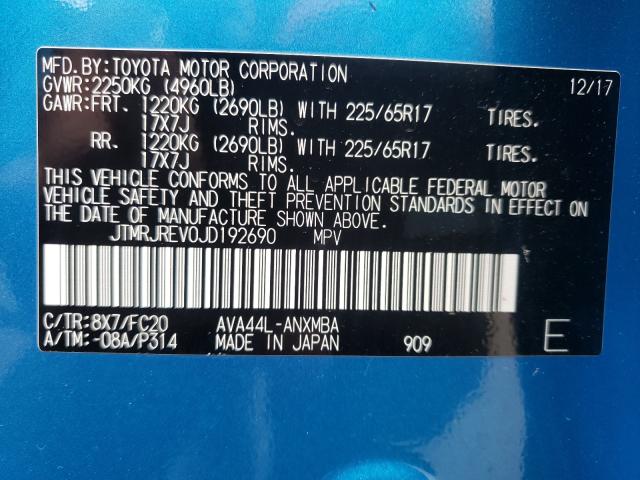 MFD.BY:TOYOTA MOTOR CORPORATION 12/17
GVWR:2250KG (4960LB)
GAWR:FRT. 1220KG (2690LB) WITH 225/65R17 TIRES.
17X7J RIMS.
RR. 1220KG (2690LB) WITH 225/65R17 TIRES.
17X7J RIMS.
THIS VEHICLE CONFORMS TO ALL APPLICABLE FEDERAL MOTOR
VEHICLE SAFETY AND THEFT PREVENTION STANDARDS IN EFFECT ON
THE DATE OF MANUFACTURE SHOWN ABOVE.
JTMRJREV0JD192690 MPV
C/TR:8X7/FC20 AVA44L-ANXMBA
A/TM:-08A/P314 MADE IN JAPAN 909 E